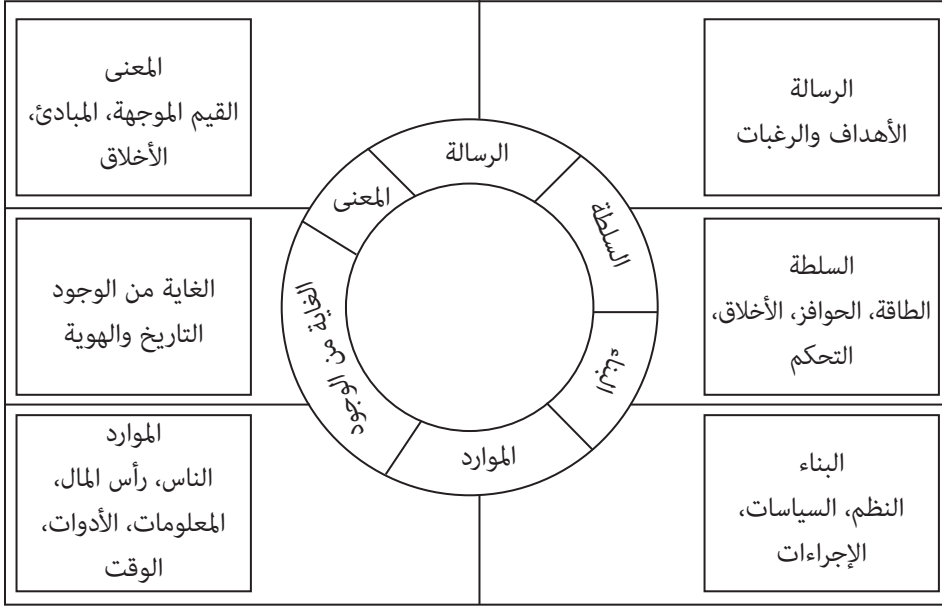 الرسالة
الأهداف والرغبات
المعنى
القيم الموجهة، المبادئ،
الأخلاق
السلطة
الطاقة، الحوافز، الأخلاق،
التحكم
الغاية من الوجود
التاريخ والهوية
البناء
النظم، السياسات،
الإجراءات
الموارد
الناس، رأس المال،
المعلومات، الأدوات،
الوقت
الرسالة
السلطة
البناء
الموارد
الغاية من الوجود
المعنى